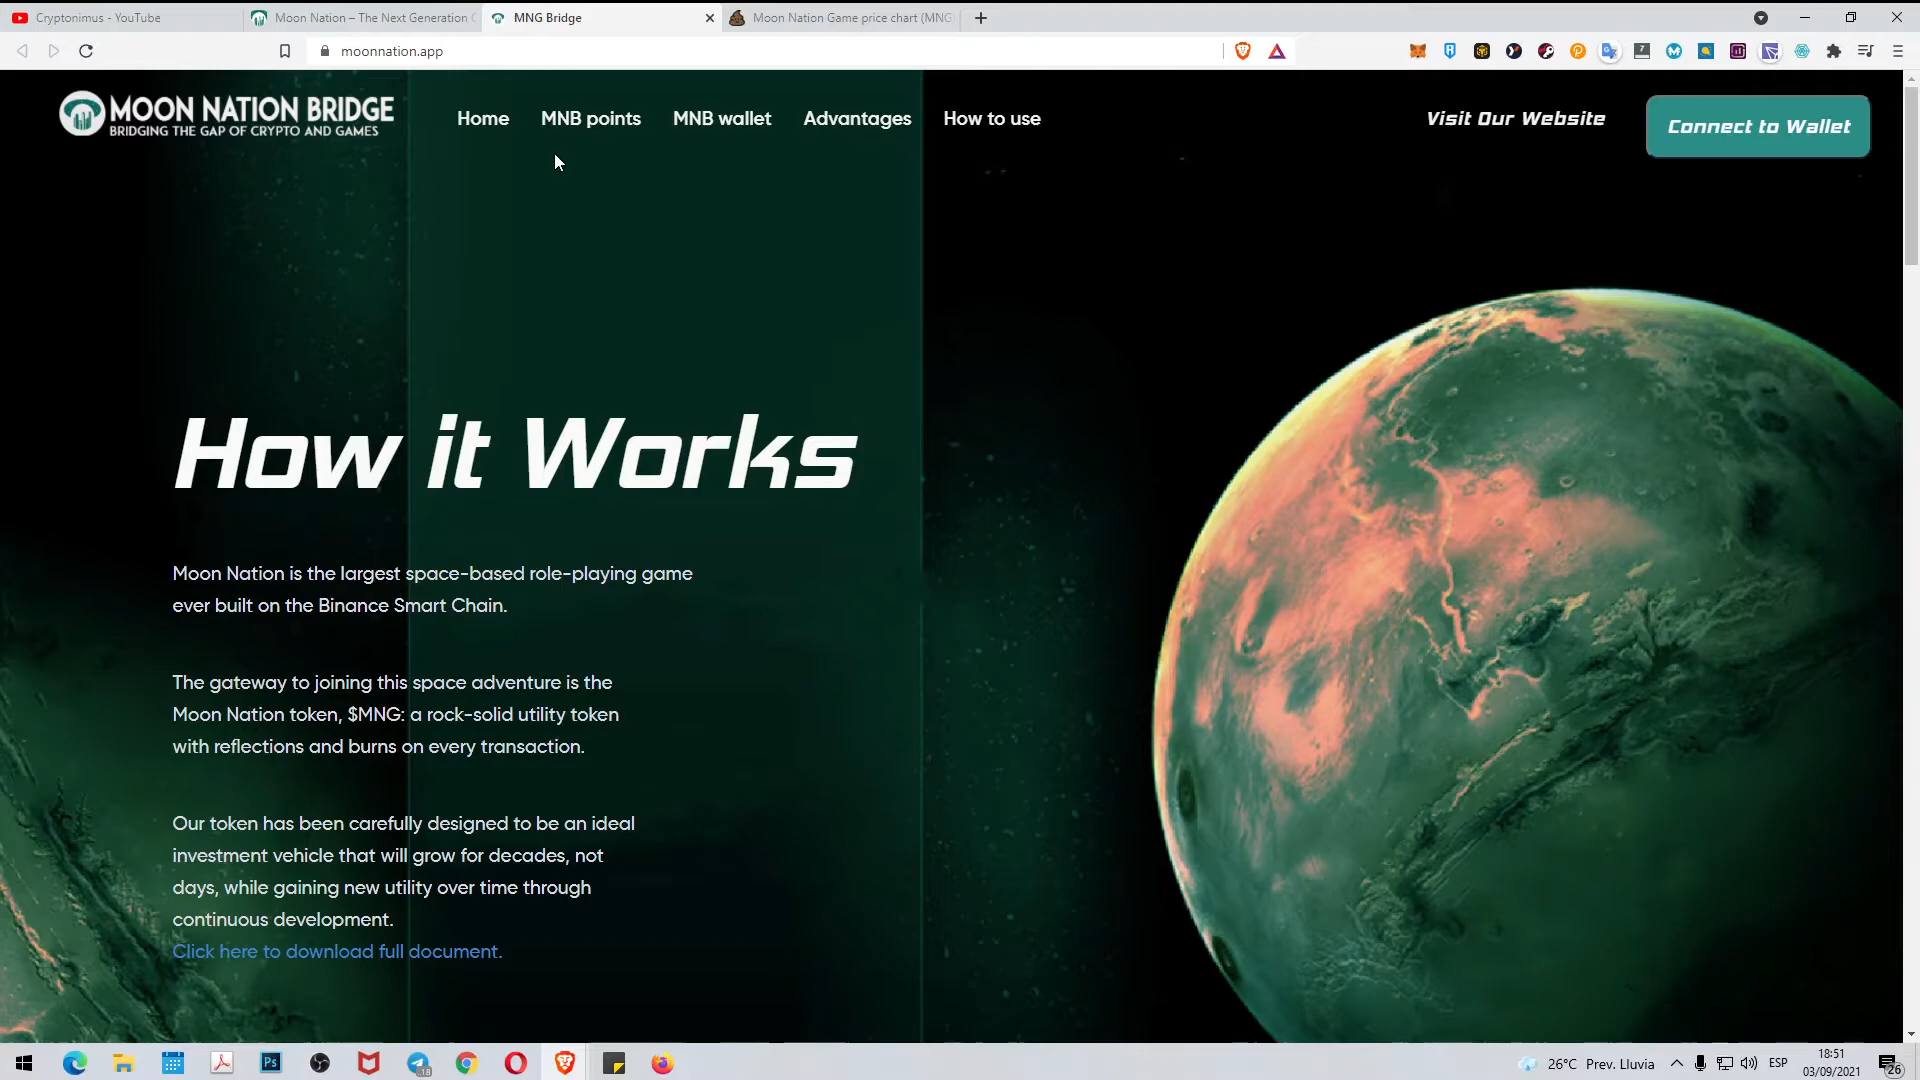 Cryptonimus - YouTube
Moon Nation – The Next Generation C
MNG Bridge
Moon Nation Game price chart (MNG
moonnation.app
MOON NATION BRIDGE
BRIDGING THE GAP OF CRYPTO AND GAMES
Home
MNB points
MNB wallet
Advantages
How to use
Visit Our Website
Connect to Wallet
How it Works
Moon Nation is the largest space-based role-playing game
ever built on the Binance Smart Chain.
The gateway to joining this space adventure is the
Moon Nation token, $MNG: a rock-solid utility token
with reflections and burns on every transaction.
Our token has been carefully designed to be an ideal
investment vehicle that will grow for decades, not
days, while gaining new utility over time through
continuous development.
Click here to download full document.
Ps
18
26°C Prev. Lluvia
ESP
18:51
03/09/2021
26